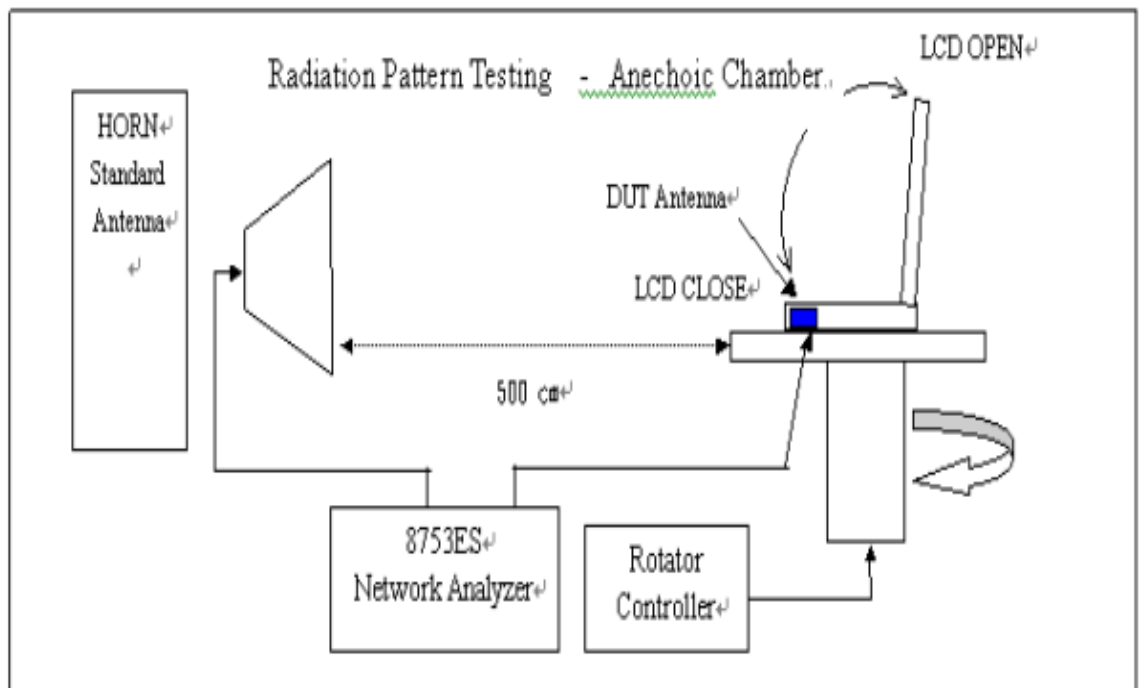 LCD OPEN↵
Radiation Pattern Testing - Anechoic Chamber.
HORN↵
Standard
Antenna↵
↵
DUT Antenna↵
LCD CLOSE↵
500 cm↵
8753ES↵
Network Analyzer↵
Rotator
Controller↵